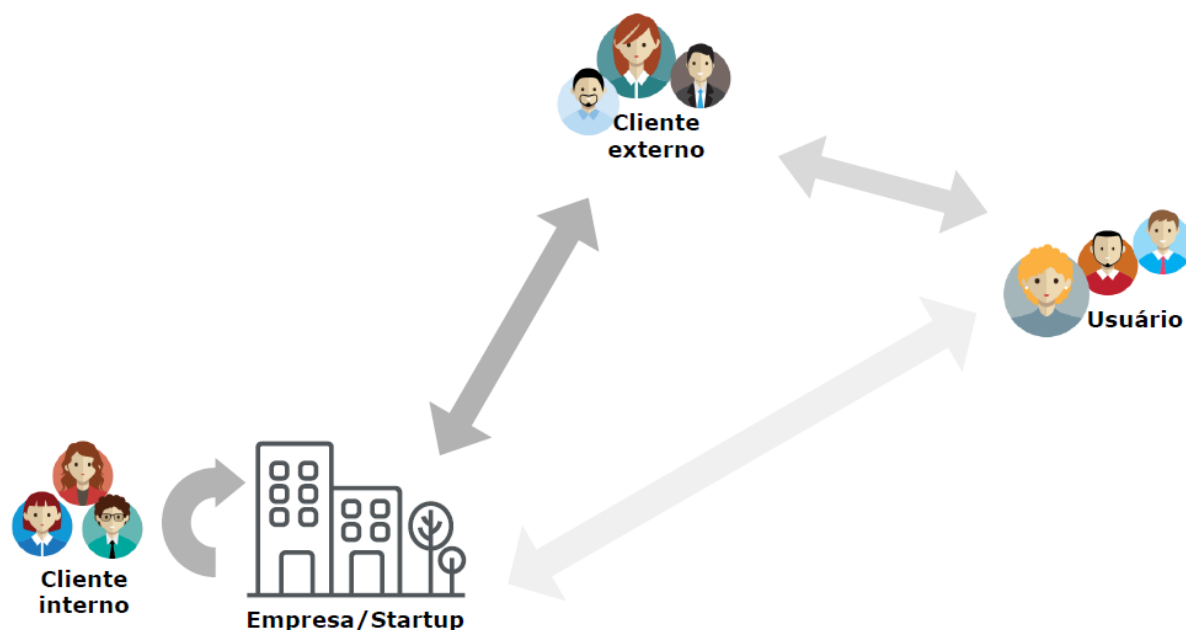 Cliente
externo
Usuário
Cliente
interno
Empresa/Startup